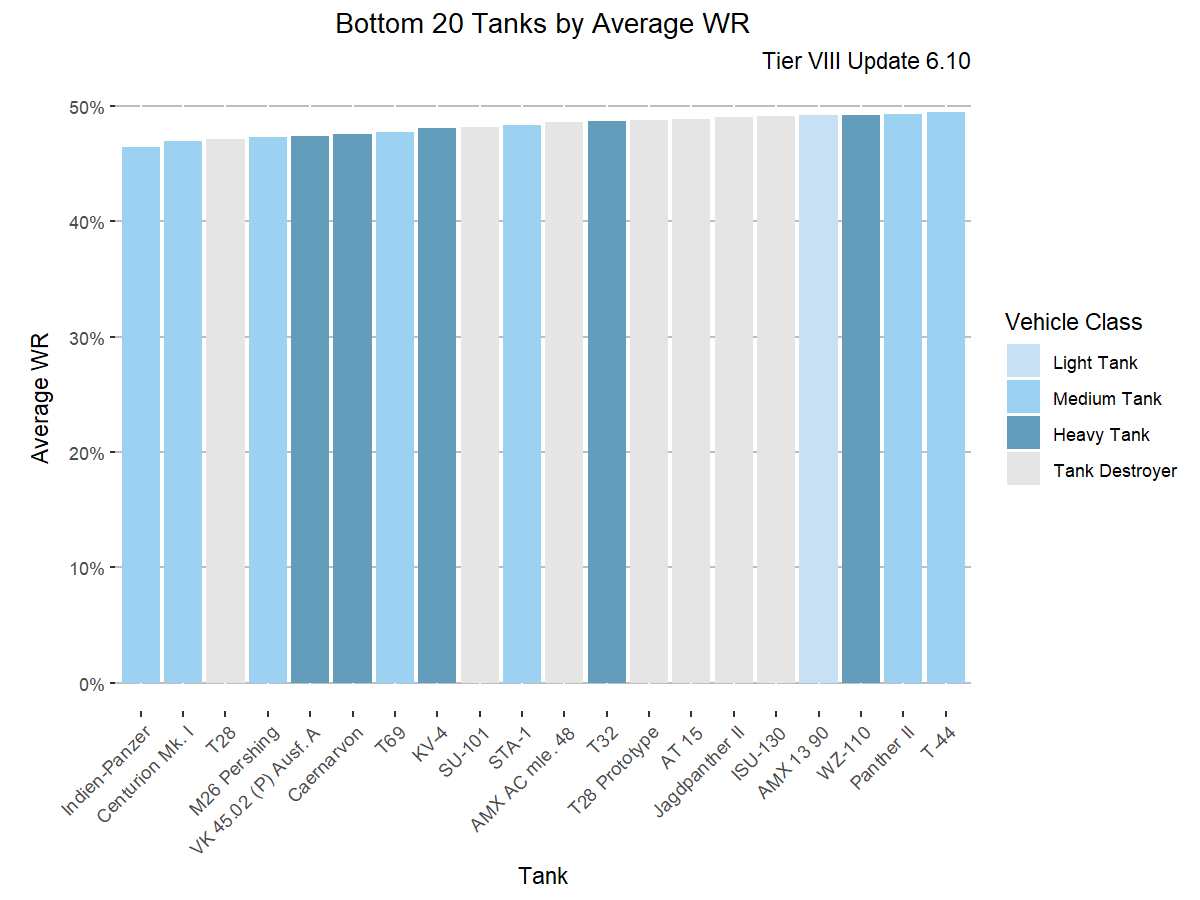 Bottom 20 Tanks by Average WR
Tier VIII Update 6.10
Average WR
50%
40%
30%
20%
10%
0%
Indien-Panzer
Centurion Mk. I
T28
M26 Pershing
VK 45.02 (P) Ausf. A
Caernarvon
T69
KV-4
SU-101
STA-1
AMX AC mle. 48
T32
T28 Prototype
AT 15
Jagdpanther II
ISU-130
AMX 13 90
WZ-110
Panther II
T-44
Tank
Vehicle Class
Light Tank
Medium Tank
Heavy Tank
Tank Destroyer